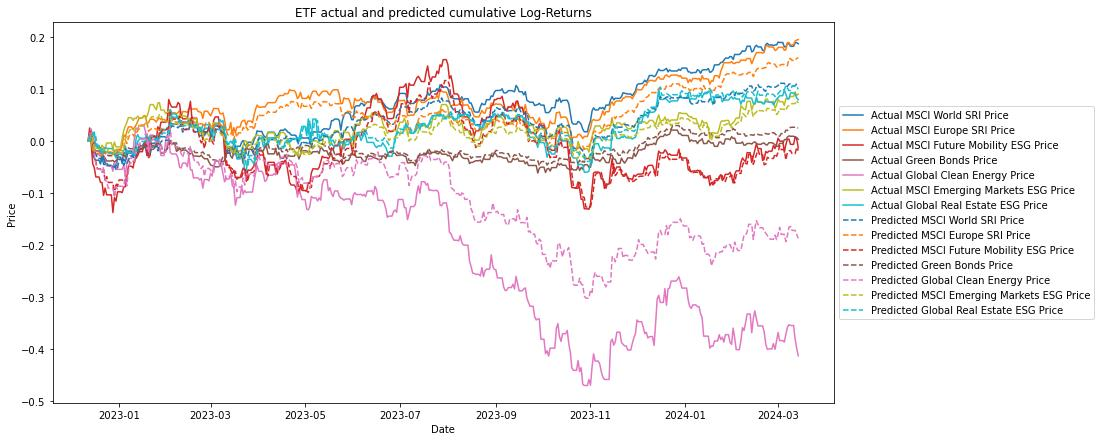 ETF actual and predicted cumulative Log-Returns
0.2
0.1
0.0
−0.1
−0.2
−0.3
−0.4
−0.5
Price
2023-01
2023-03
2023-05
2023-07
2023-09
2023-11
2024-01
2024-03
Date
Actual MSCI World SRI Price
Actual MSCI Europe SRI Price
Actual MSCI Future Mobility ESG Price
Actual Green Bonds Price
Actual Global Clean Energy Price
Actual MSCI Emerging Markets ESG Price
Actual Global Real Estate ESG Price
Predicted MSCI World SRI Price
Predicted MSCI Europe SRI Price
Predicted MSCI Future Mobility ESG Price
Predicted Green Bonds Price
Predicted Global Clean Energy Price
Predicted MSCI Emerging Markets ESG Price
Predicted Global Real Estate ESG Price